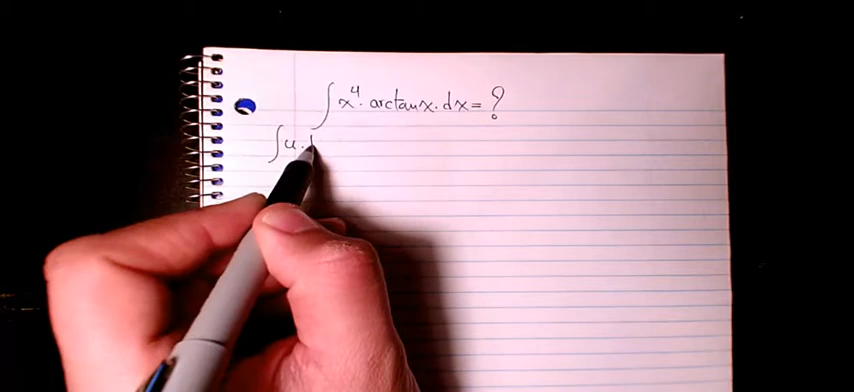 ∫x⁴· arctanx· dx = ?
∫u·